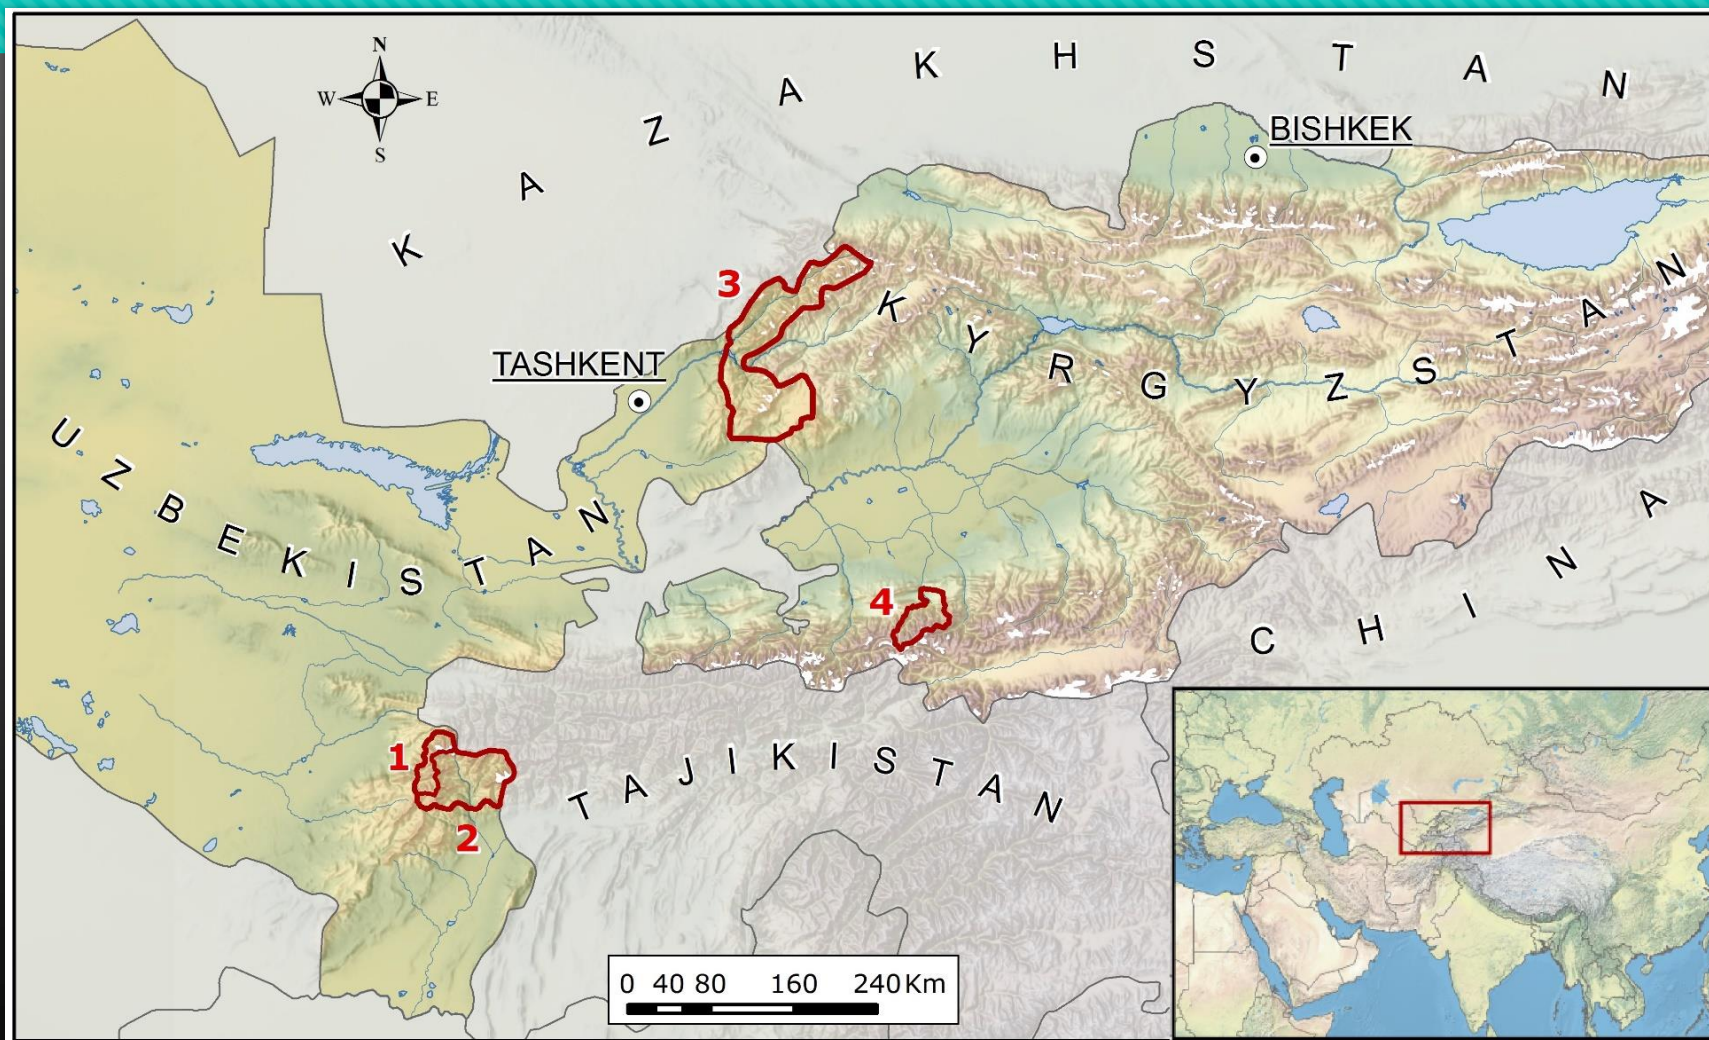 KAZAKHSTAN
N
W E
S
BISHKEK
3
KYRGYZSTAN
TASHKENT
UZBEKISTAN
4
CHINA
1
TAJIKISTAN
2
0 40 80 160 240 Km